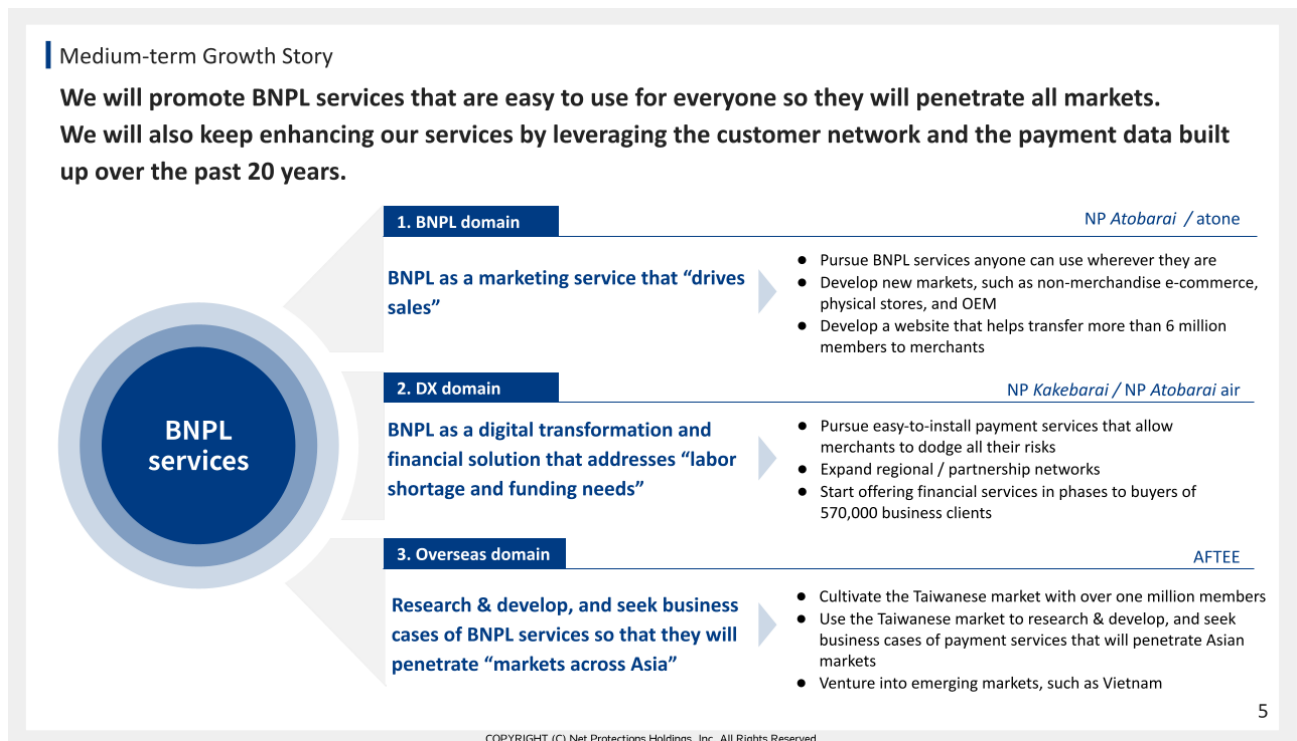 Medium-term Growth Story
We will promote BNPL services that are easy to use for everyone so they will penetrate all markets.
We will also keep enhancing our services by leveraging the customer network and the payment data built
up over the past 20 years.
BNPL
services
1. BNPL domain
NP Atobarai / atone
BNPL as a marketing service that “drives
sales”
● Pursue BNPL services anyone can use wherever they are
● Develop new markets, such as non-merchandise e-commerce,
physical stores, and OEM
● Develop a website that helps transfer more than 6 million
members to merchants
2. DX domain
NP Kakebarai / NP Atobarai air
BNPL as a digital transformation and
financial solution that addresses “labor
shortage and funding needs”
● Pursue easy-to-install payment services that allow
merchants to dodge all their risks
● Expand regional / partnership networks
● Start offering financial services in phases to buyers of
570,000 business clients
3. Overseas domain
AFTEE
Research & develop, and seek business
cases of BNPL services so that they will
penetrate “markets across Asia”
● Cultivate the Taiwanese market with over one million members
● Use the Taiwanese market to research & develop, and seek
business cases of payment services that will penetrate Asian
markets
● Venture into emerging markets, such as Vietnam
5
COPYRIGHT (C) Net Protections Holdings, Inc. All Rights Reserved